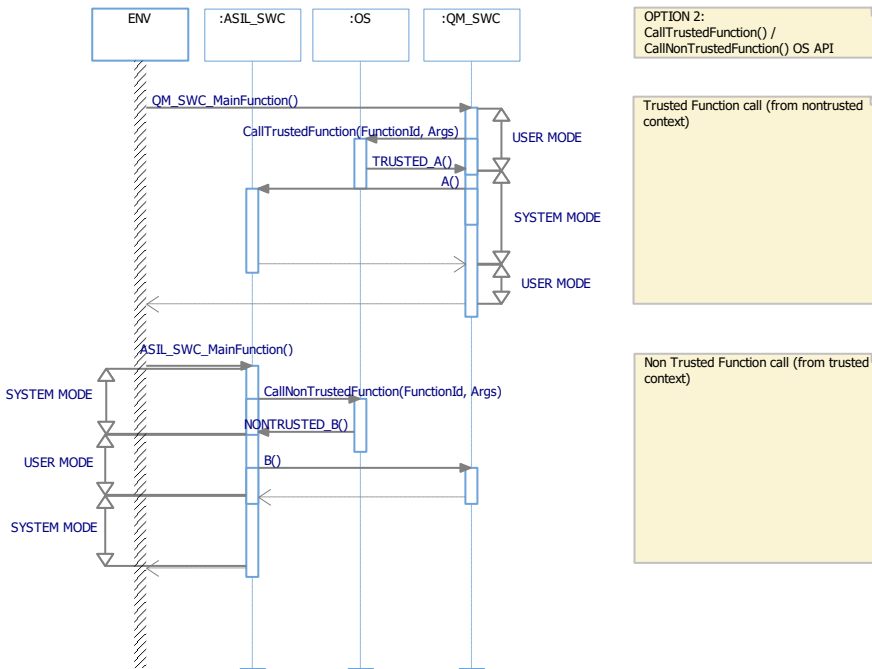 ENV
:ASIL_SWC
:OS
:QM_SWC
OPTION 2:
CallTrustedFunction() /
CallNonTrustedFunction() OS API
QM_SWC_MainFunction()
Trusted Function call (from nontrusted
context)
CallTrustedFunction(FunctionId, Args)
USER MODE
TRUSTED_A()
A()
SYSTEM MODE
USER MODE
ASIL_SWC_MainFunction()
Non Trusted Function call (from trusted
context)
SYSTEM MODE
CallNonTrustedFunction(FunctionId, Args)
NONTRUSTED_B()
USER MODE
B()
SYSTEM MODE